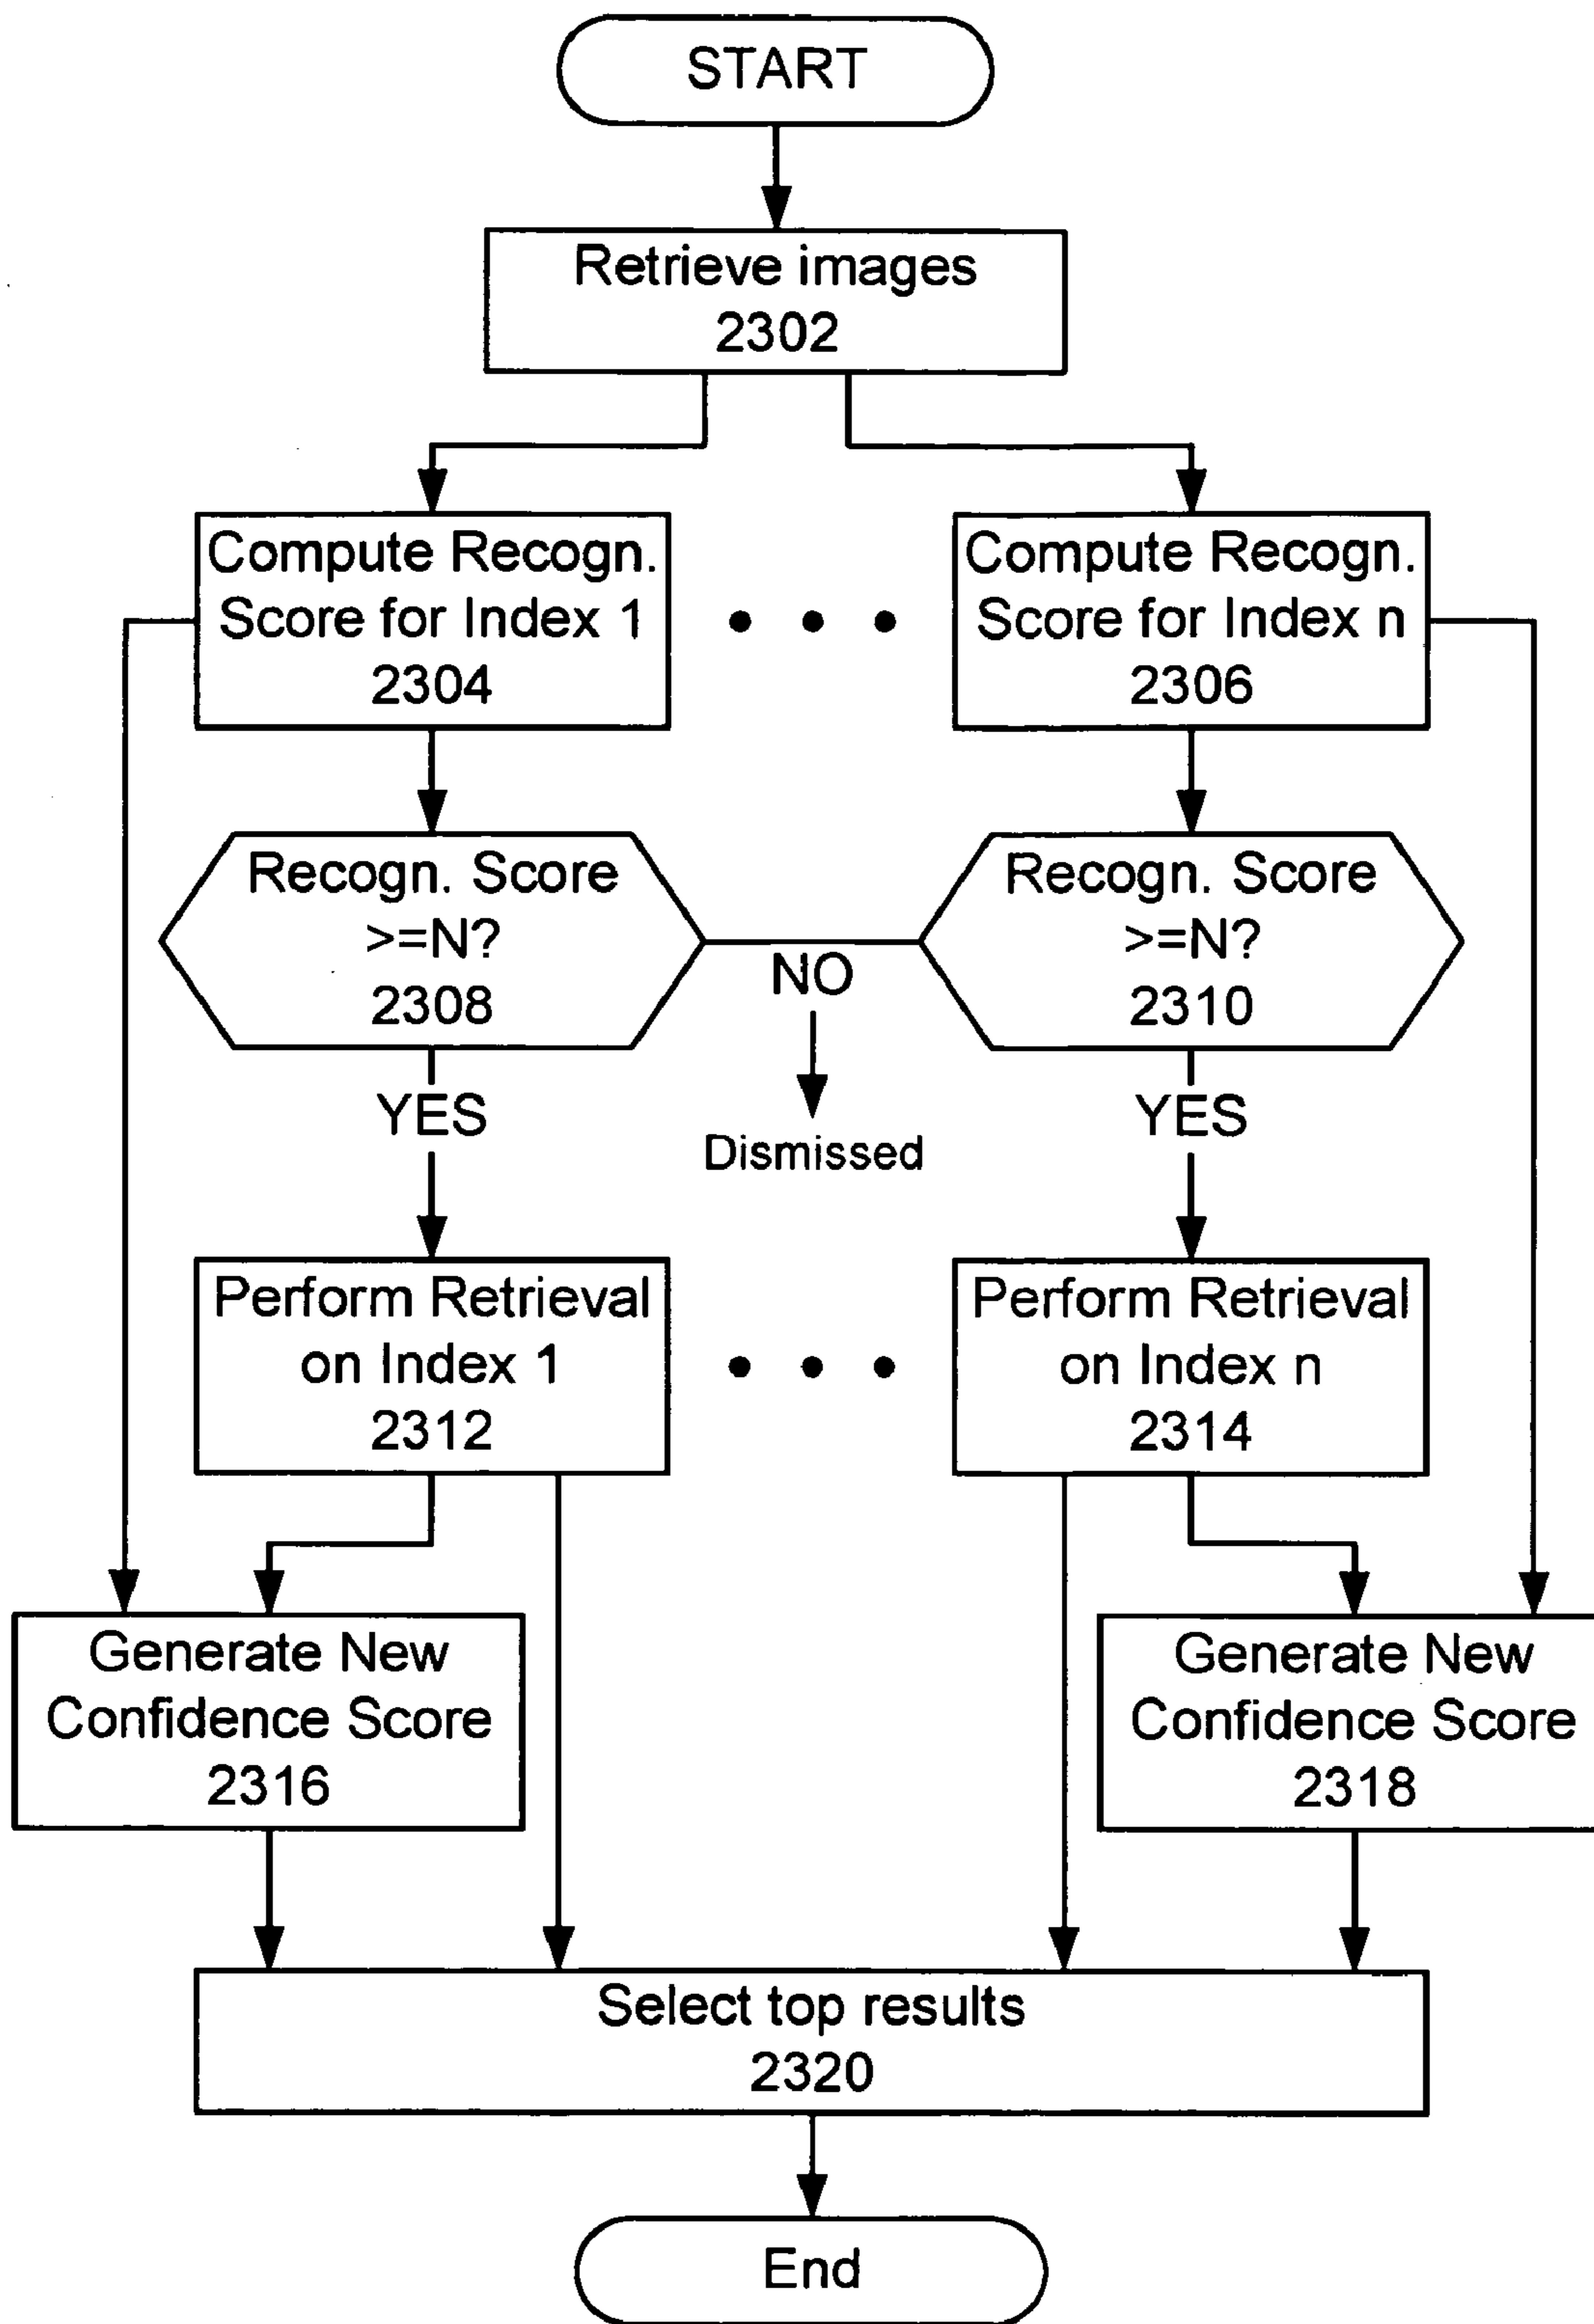 START
Retrieve images
2302
Compute Recogn.
Score for Index 1
2304
Compute Recogn.
Score for Index n
2306
Recogn. Score
>=N?
2308
NO
Recogn. Score
>=N?
2310
YES
Dismissed
YES
Perform Retrieval
on Index 1
2312
Perform Retrieval
on Index n
2314
Generate New
Confidence Score
2316
Generate New
Confidence Score
2318
Select top results
2320
End